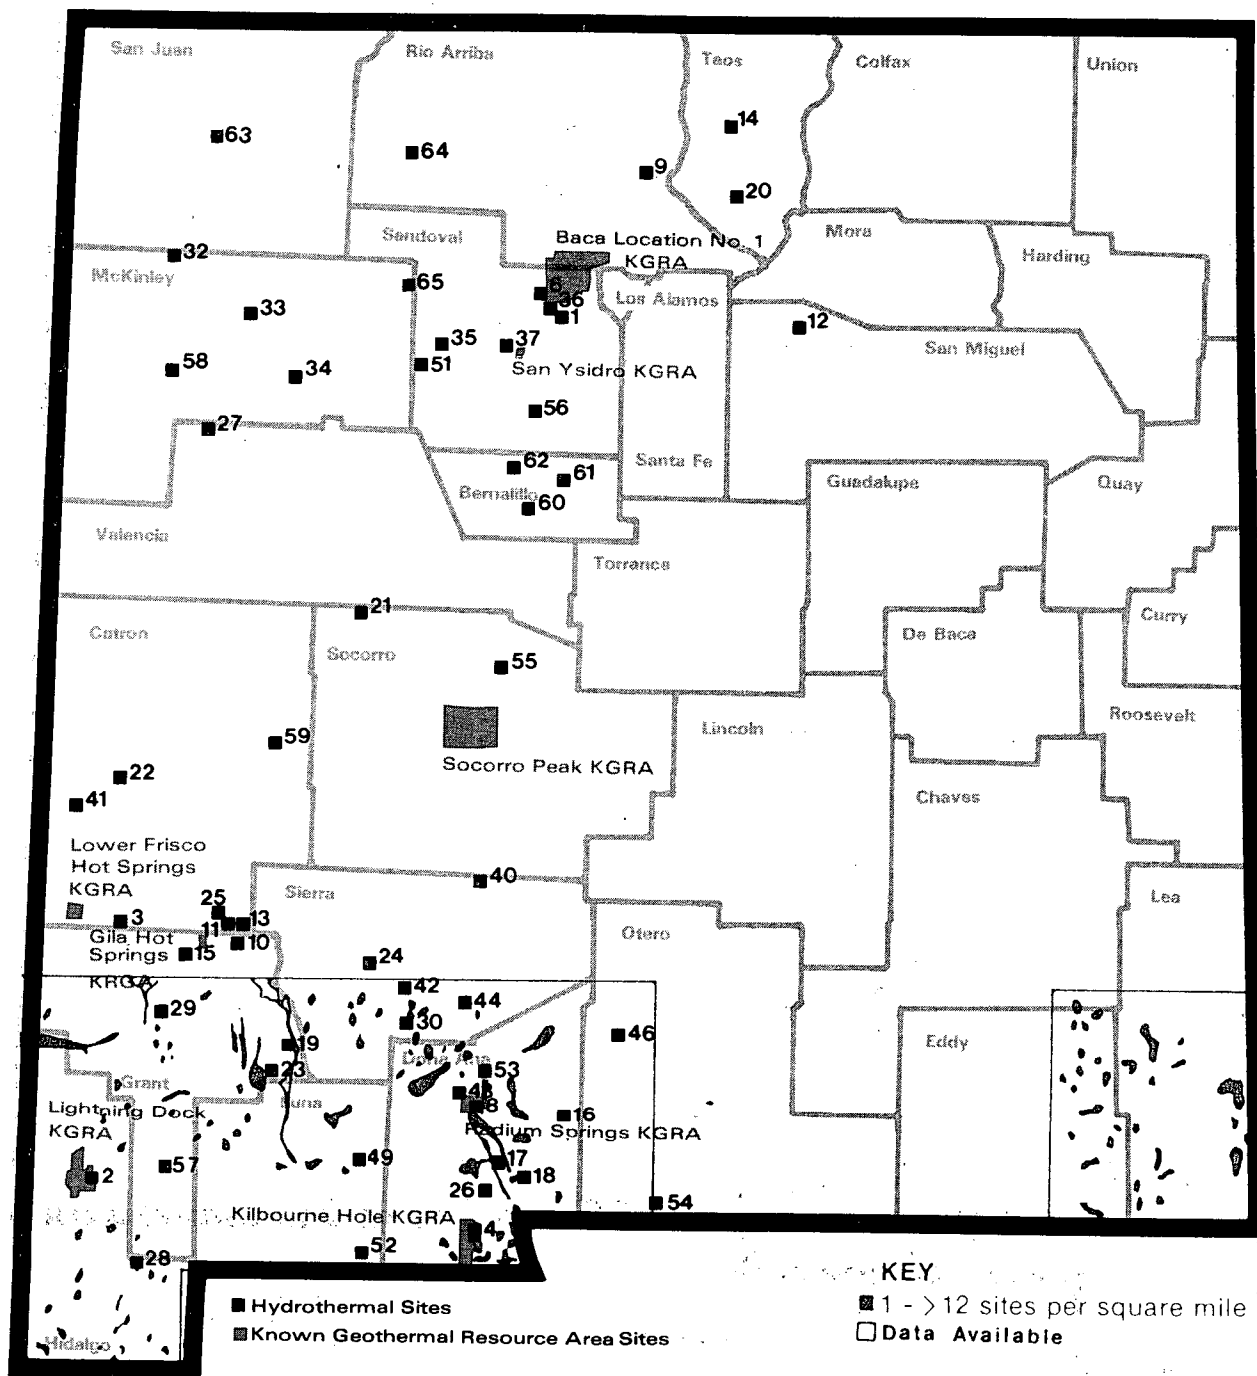 San Juan
Rio Arriba
Taos
Colfax
Union
63
64
14
9
20
Sandoval
Baca Location No. 1
KGRA
Mora
Harding
32
McKinley
65
6
36
1
Los Alamos
33
12
35
37
San Miguel
58
34
51
San Ysidro KGRA
56
27
62
61
Santa Fe
Bernalillo
60
Guadalupe
Quay
Valencia
Torrance
21
Catron
Socorro
De Baca
Curry
55
Lincoln
Roosevelt
59
Socorro Peak KGRA
22
41
Chaves
Lower Frisco
Hot Springs
KGRA
40
Sierra
Lea
25
3
11
13
Otero
Gila Hot
Springs
KRGA
10
15
24
42
44
29
30
46
19
Dona Ana
Eddy
23
53
Grant
Luna
48
8
16
Lightning Dock
KGRA
Radium Springs KGRA
2
57
49
17
18
26
54
Kilbourne Hole KGRA
4
28
52
Hidalgo
Hydrothermal Sites
Known Geothermal Resource Area Sites
KEY
1 - >12 sites per square mile
Data Available